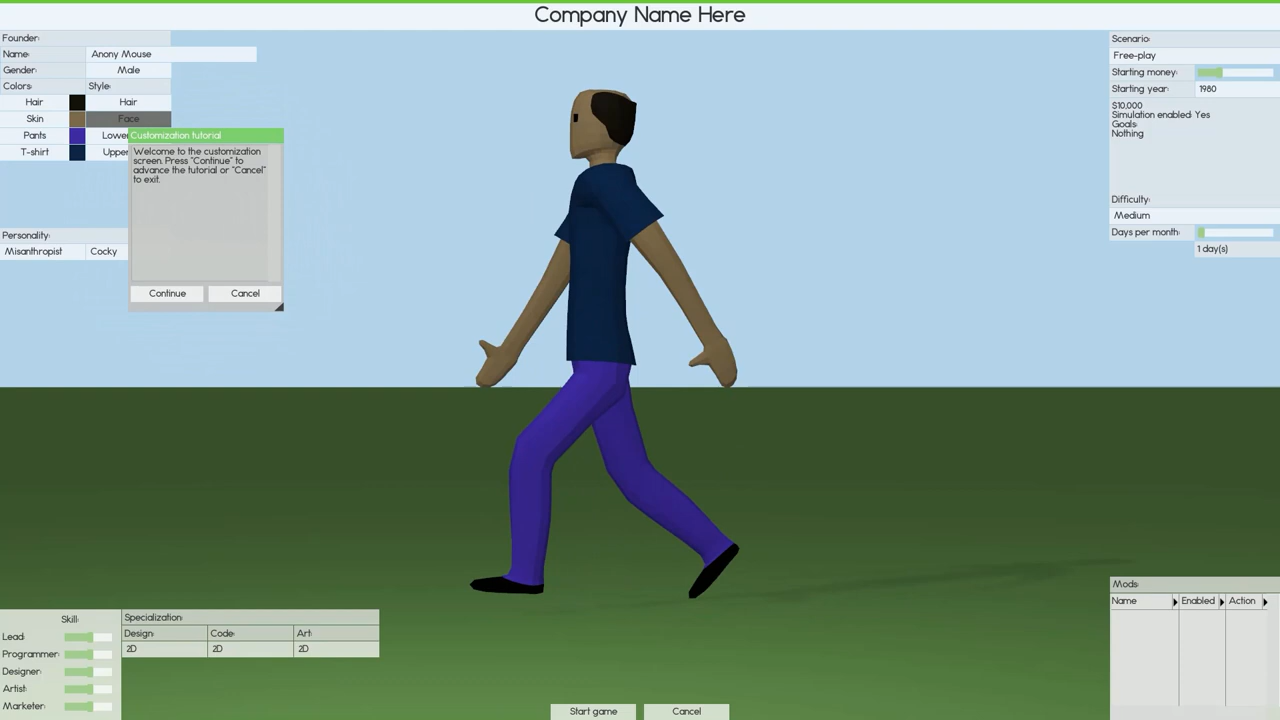 Company Name Here
Founder:
Name: Anony Mouse
Gender: Male
Colors: Style:
Hair Hair
Skin Face
Pants Lower
T-shirt Upper
Customization tutorial
Welcome to the customization
screen. Press "Continue" to
advance the tutorial or "Cancel"
to exit.
Continue Cancel
Personality:
Misanthropist Cocky
Scenario:
Free-play
Starting money:
Starting year: 1980
$10,000
Simulation enabled: Yes
Goals:
Nothing
Difficulty:
Medium
Days per month:
1 day(s)
Mods:
Name Enabled Action
Skill:
Lead:
Programmer:
Designer:
Artist:
Marketer:
Specialization:
Design: Code: Art:
2D 2D 2D
Start game Cancel